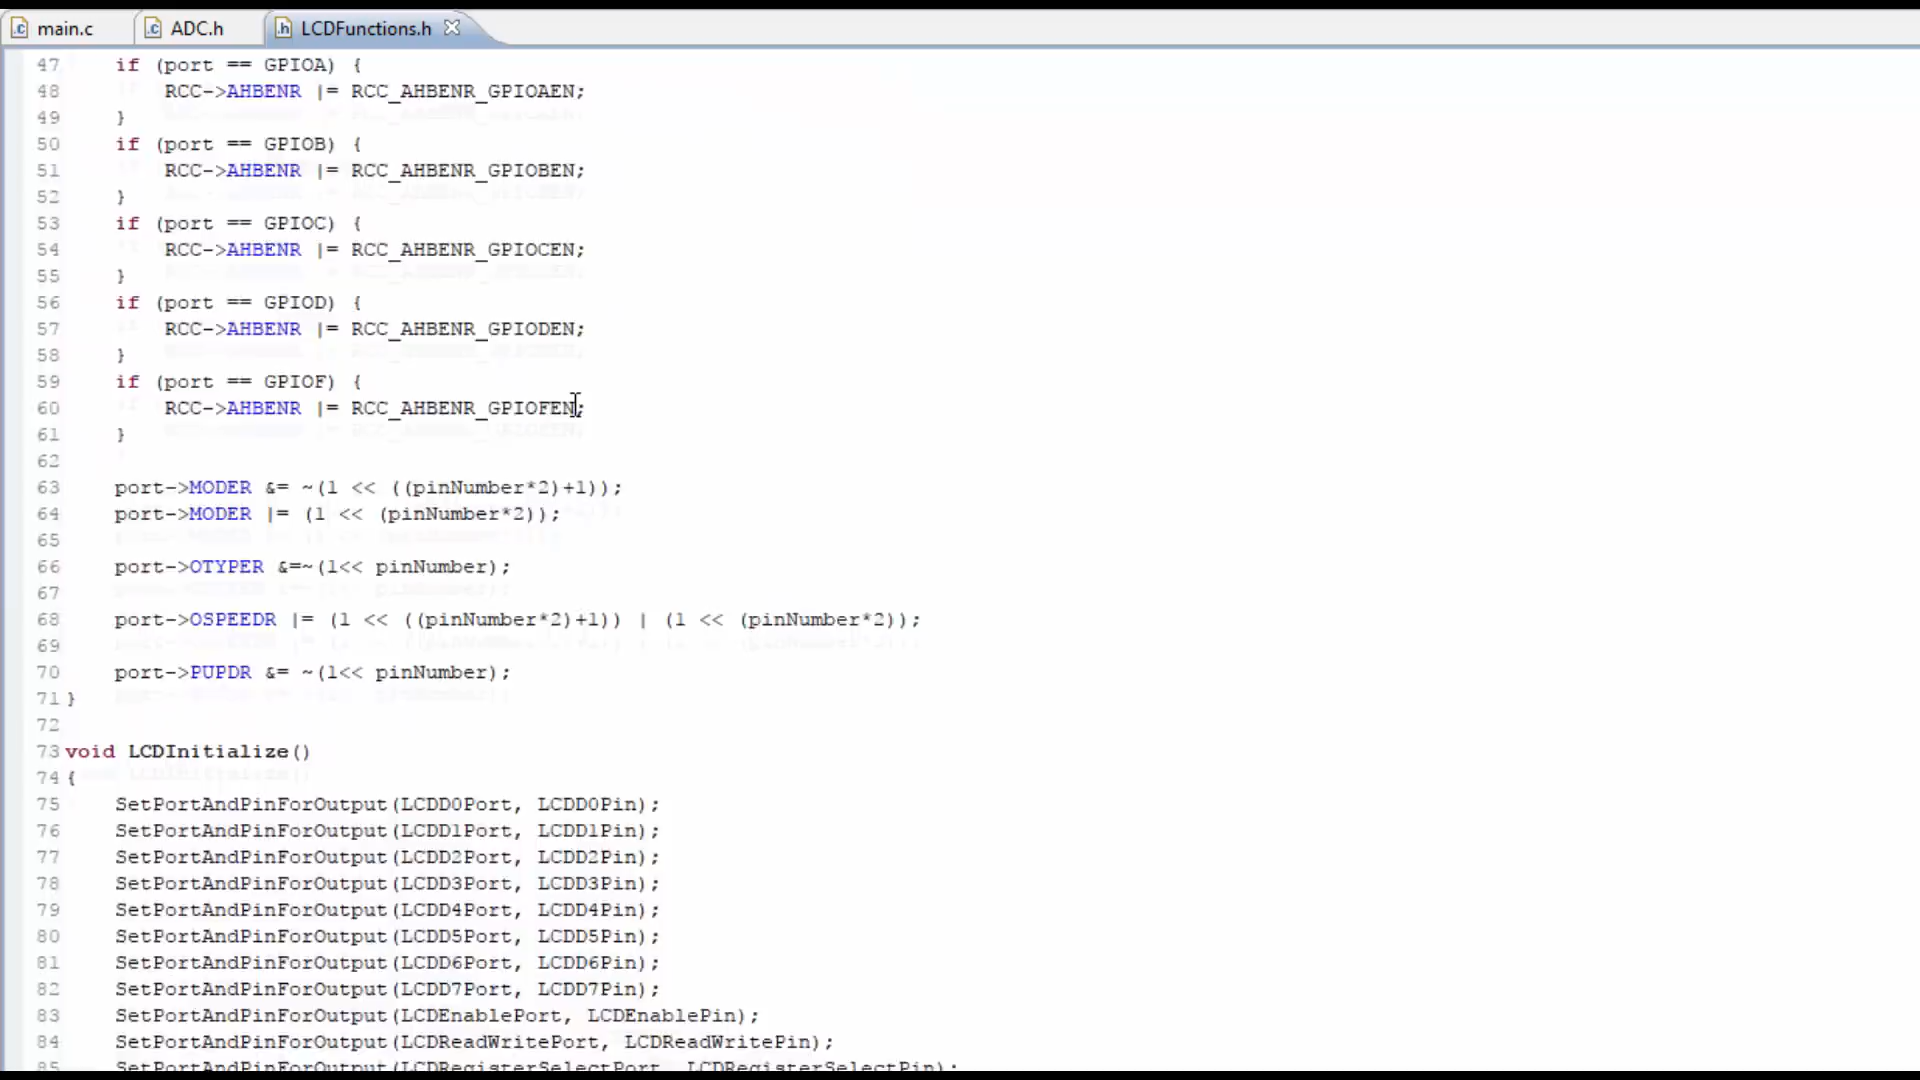 main.c ADC.h LCDFunctions.h
47 if (port == GPIOA) {
48 RCC->AHBENR |= RCC_AHBENR_GPIOAEN;
49 }
50 if (port == GPIOB) {
51 RCC->AHBENR |= RCC_AHBENR_GPIOBEN;
52 }
53 if (port == GPIOC) {
54 RCC->AHBENR |= RCC_AHBENR_GPIOCEN;
55 }
56 if (port == GPIOD) {
57 RCC->AHBENR |= RCC_AHBENR_GPIODEN;
58 }
59 if (port == GPIOF) {
60 RCC->AHBENR |= RCC_AHBENR_GPIOFEN;
61 }
62
63 port->MODER &= ~(1 << ((pinNumber*2)+1));
64 port->MODER |= (1 << (pinNumber*2));
65
66 port->OTYPER &=~(1<< pinNumber);
67
68 port->OSPEEDR |= (1 << ((pinNumber*2)+1)) | (1 << (pinNumber*2));
69
70 port->PUPDR &= ~(1<< pinNumber);
71 }
72
73 void LCDInitialize()
74 {
75 SetPortAndPinForOutput(LCDD0Port, LCDD0Pin);
76 SetPortAndPinForOutput(LCDD1Port, LCDD1Pin);
77 SetPortAndPinForOutput(LCDD2Port, LCDD2Pin);
78 SetPortAndPinForOutput(LCDD3Port, LCDD3Pin);
79 SetPortAndPinForOutput(LCDD4Port, LCDD4Pin);
80 SetPortAndPinForOutput(LCDD5Port, LCDD5Pin);
81 SetPortAndPinForOutput(LCDD6Port, LCDD6Pin);
82 SetPortAndPinForOutput(LCDD7Port, LCDD7Pin);
83 SetPortAndPinForOutput(LCDEnablePort, LCDEnablePin);
84 SetPortAndPinForOutput(LCDReadWritePort, LCDReadWritePin);
85 SetPortAndPinForOutput(LCDRegisterSelectPort, LCDRegisterSelectPin);